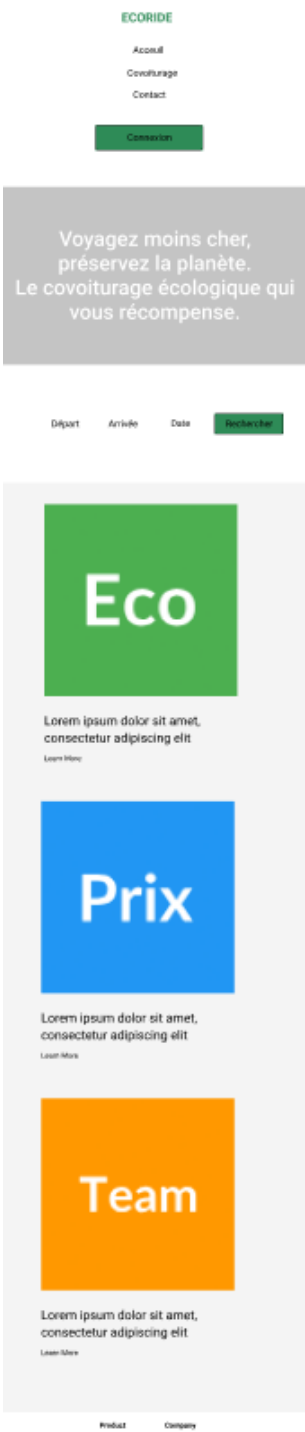 ECORIDE
Acceuil
Covoiturage
Contact
Connexion
Voyagez moins cher,
préservez la planète.
Le covoiturage écologique qui
vous récompense.
Départ Arrivée Date Rechercher
Eco
Lorem ipsum dolor sit amet,
consectetur adipiscing elit
Learn More
Prix
Lorem ipsum dolor sit amet,
consectetur adipiscing elit
Learn More
Team
Lorem ipsum dolor sit amet,
consectetur adipiscing elit
Learn More
Product Company